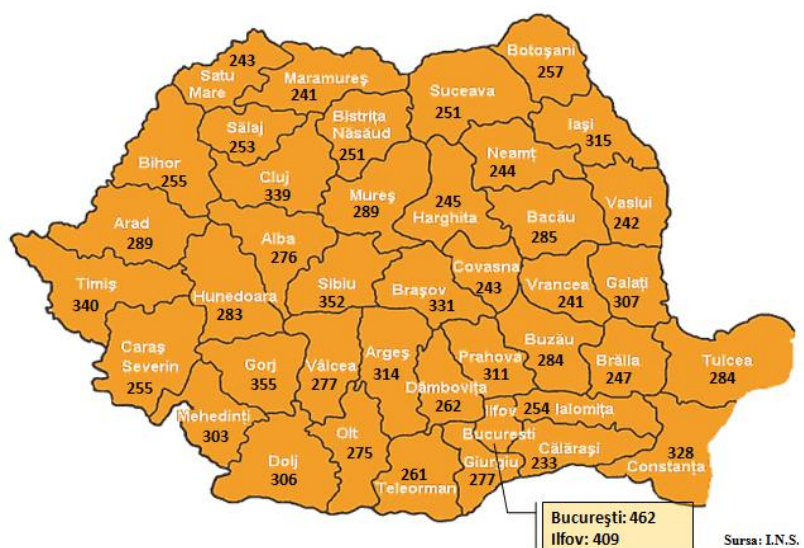 Satu
Mare
243
Maramureş
241
Botoşani
257
Suceava
251
Sălaj
253
Bistriţa
Năsăud
251
Iaşi
315
Neamţ
244
Bihor
255
Cluj
339
Mureş
289
245
Harghita
Bacău
285
Vaslui
242
Arad
289
Alba
276
Timiş
340
Hunedoara
283
Sibiu
352
Braşov
331
Covasna
243
Vrancea
241
Galaţi
307
Caraş
Severin
255
Gorj
355
Vâlcea
277
Argeş
314
Dâmboviţa
262
Prahova
311
Buzău
284
Brăila
247
Tulcea
284
Mehedinti
303
Dolj
306
Olt
275
261
Teleorman
Ilfov
Bucureşti
Giurgiu
277
254 Ialomiţa
Călăraşi
233
328
Constanţa
Bucureşti: 462
Ilfov: 409
Sursa: I.N.S.